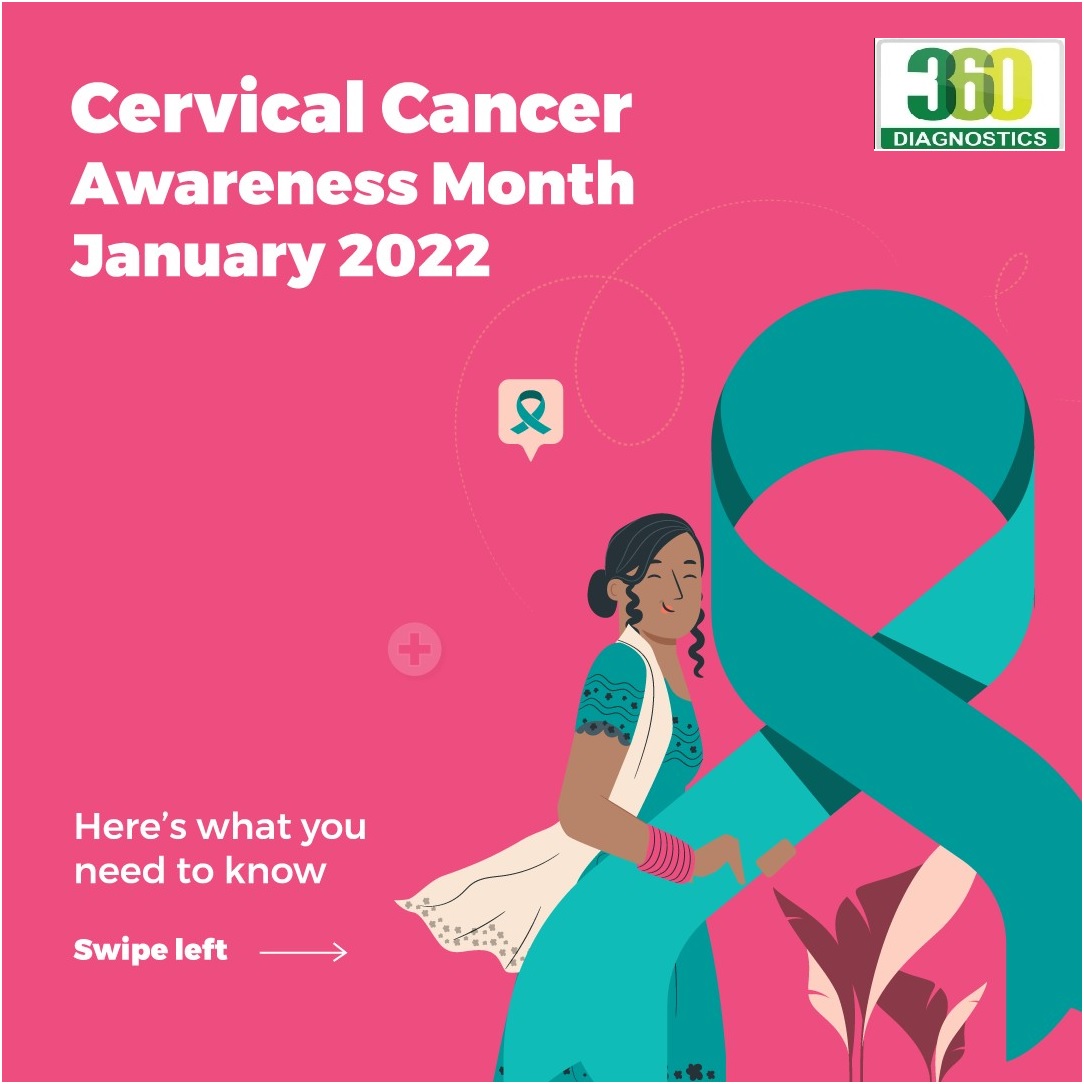 Cervical Cancer
Awareness Month
January 2022
360
DIAGNOSTICS
Here’s what you
need to know
Swipe left